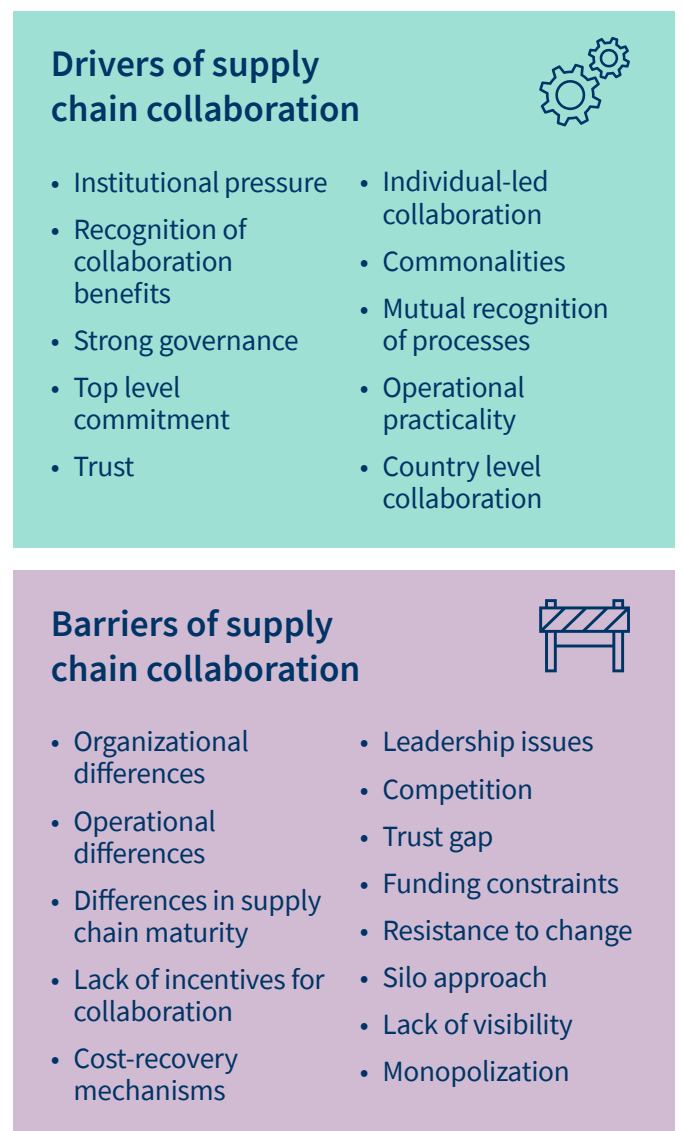 Drivers of supply
chain collaboration
• Institutional pressure
• Recognition of
collaboration
benefits
• Strong governance
• Top level
commitment
• Trust
• Individual-led
collaboration
• Commonalities
• Mutual recognition
of processes
• Operational
practicality
• Country level
collaboration
Barriers of supply
chain collaboration
• Organizational
differences
• Operational
differences
• Differences in supply
chain maturity
• Lack of incentives for
collaboration
• Cost-recovery
mechanisms
• Leadership issues
• Competition
• Trust gap
• Funding constraints
• Resistance to change
• Silo approach
• Lack of visibility
• Monopolization